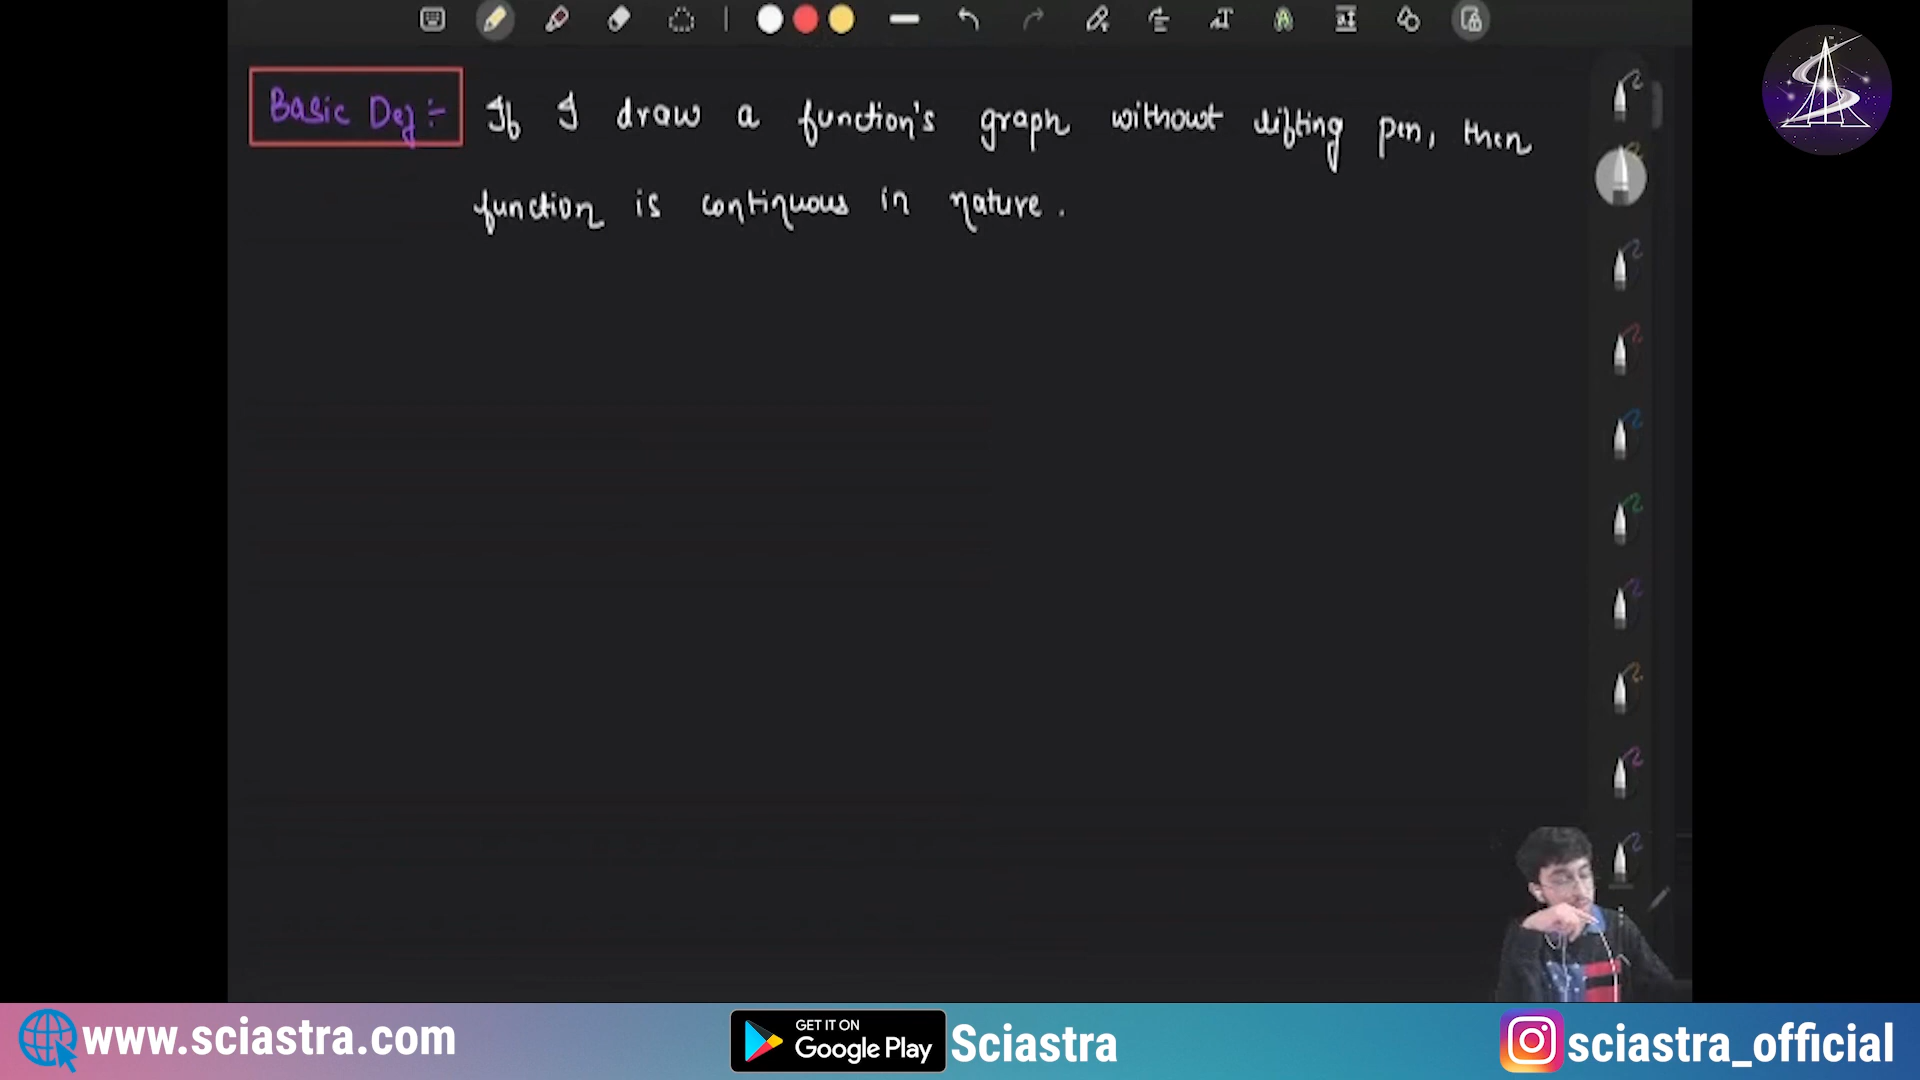 Basic Def :- If I draw a function's graph without lifting pen, then
function is continuous in nature.
www.sciastra.com
GET IT ON
Google Play
Sciastra
sciastra_official